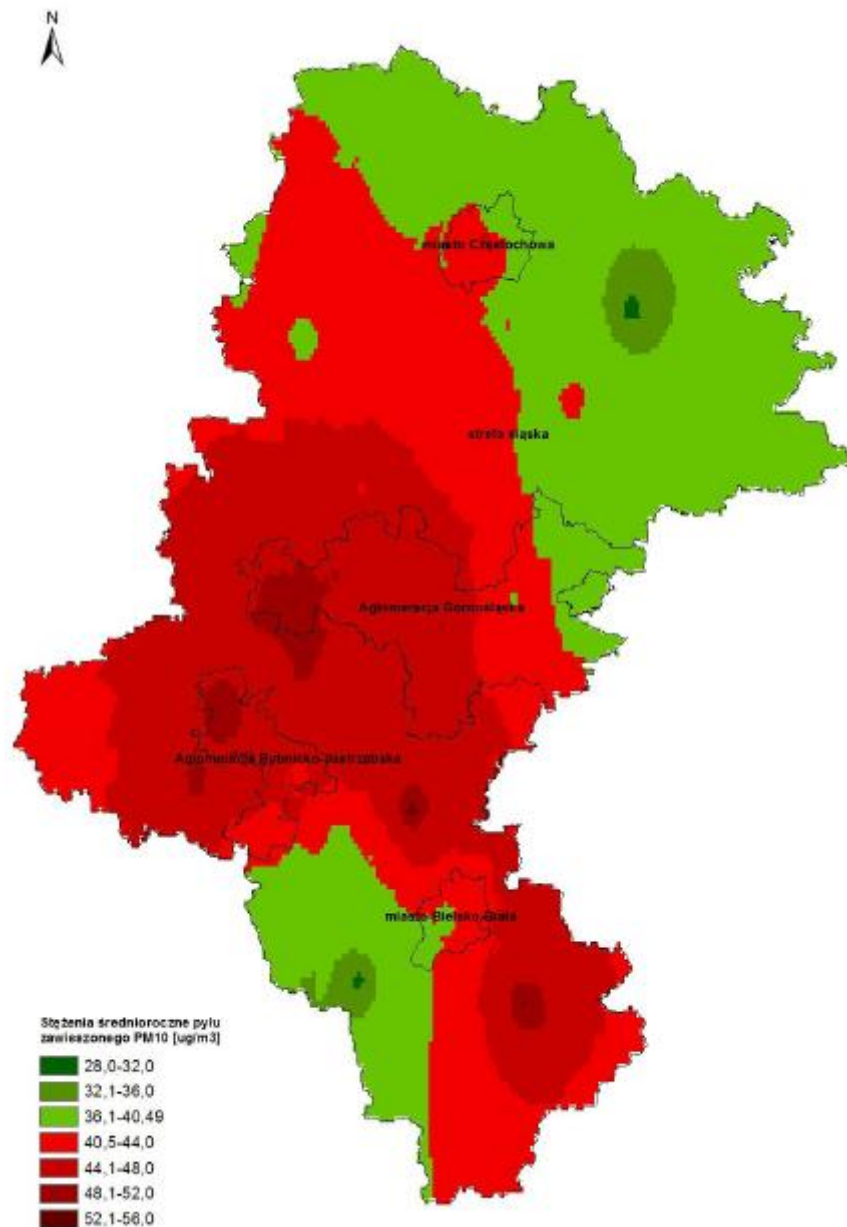 N
miasto Częstochowa
strefa śląska
Aglomeracja Górnośląska
Aglomeracja Rybnicko-Jastrzębska
miasto Bielsko-Biała
Stężenia średnioroczne pyłu
zawieszonego PM10 [ug/m3]
28,0-32,0
32,1-36,0
36,1-40,49
40,5-44,0
44,1-48,0
48,1-52,0
52,1-56,0